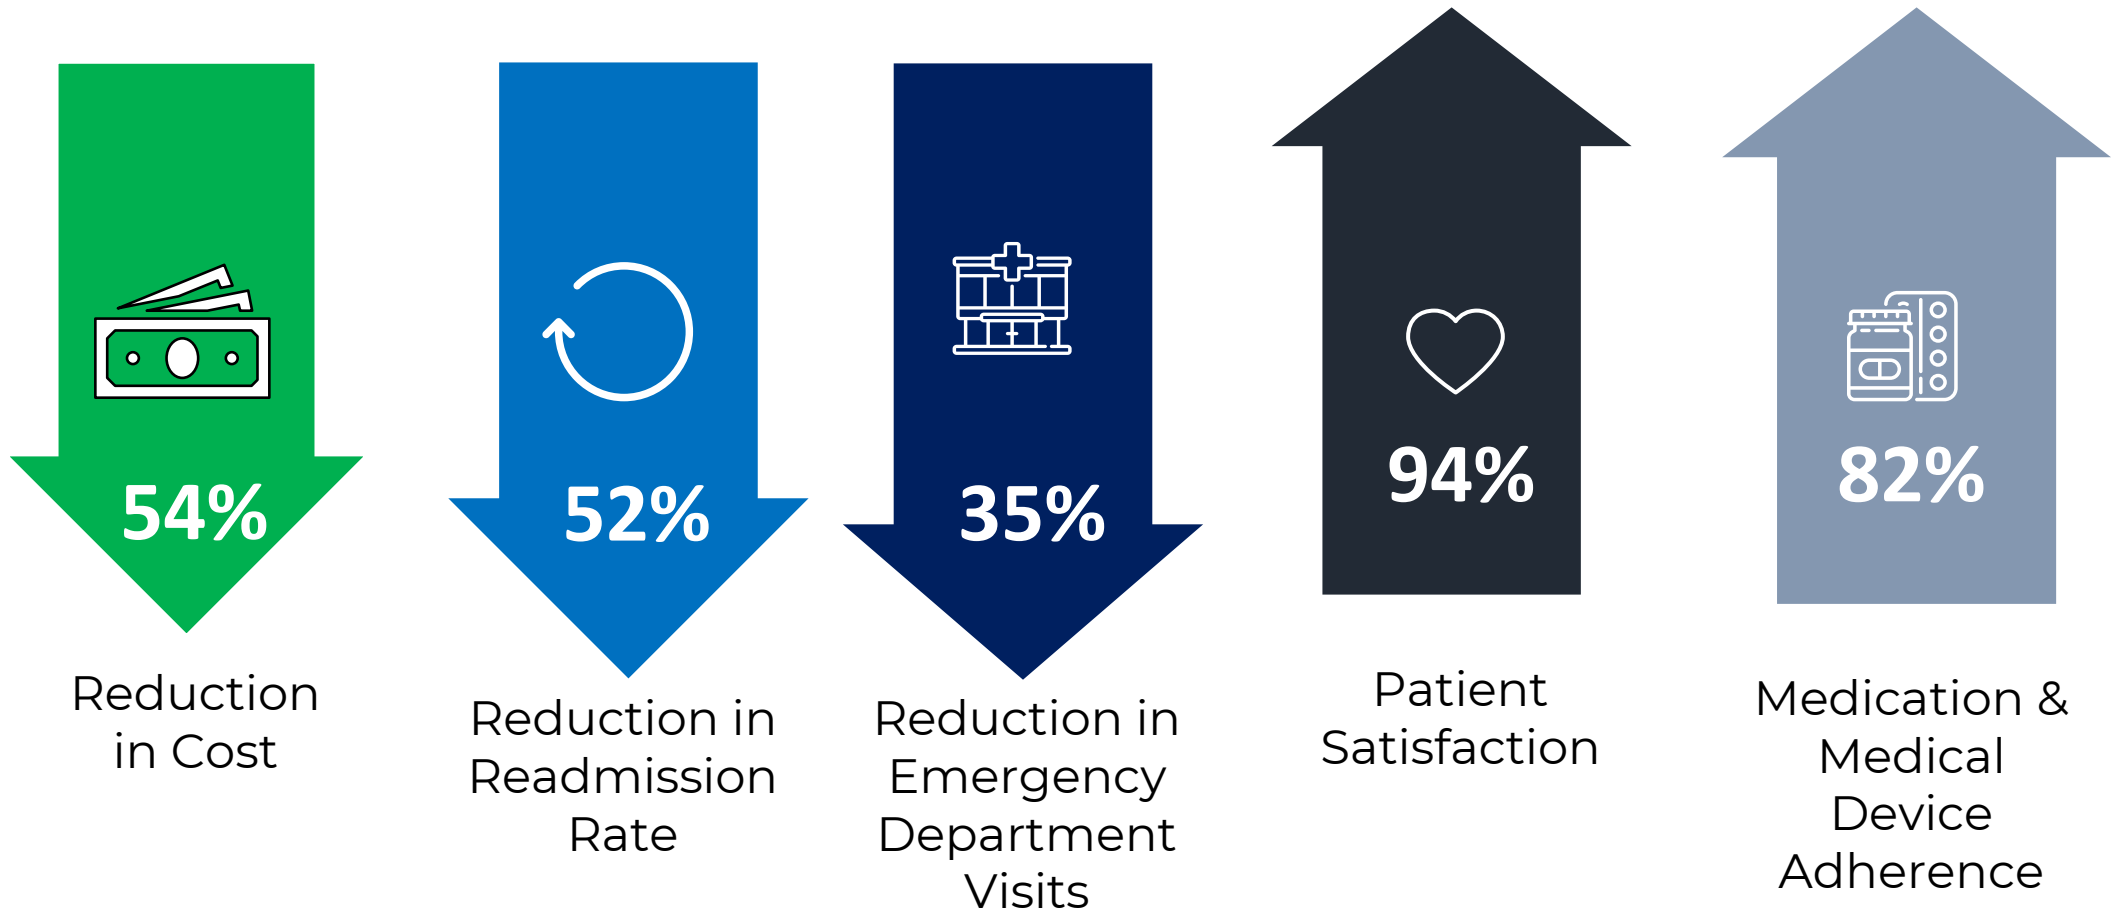 54%
Reduction
in Cost
52%
Reduction in
Readmission
Rate
35%
Reduction in
Emergency
Department
Visits
94%
Patient
Satisfaction
82%
Medication &
Medical
Device
Adherence